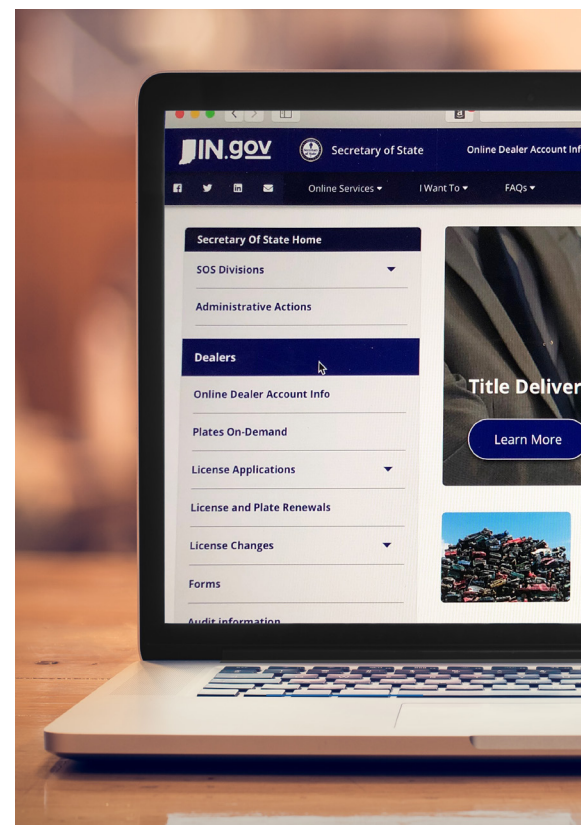 IN.gov
Secretary of State
Online Dealer Account Inf
Online Services
I Want To
FAQs
Secretary Of State Home
SOS Divisions
Administrative Actions
Dealers
Online Dealer Account Info
Plates On-Demand
License Applications
License and Plate Renewals
License Changes
Forms
Audit information
Title Deliver
Learn More